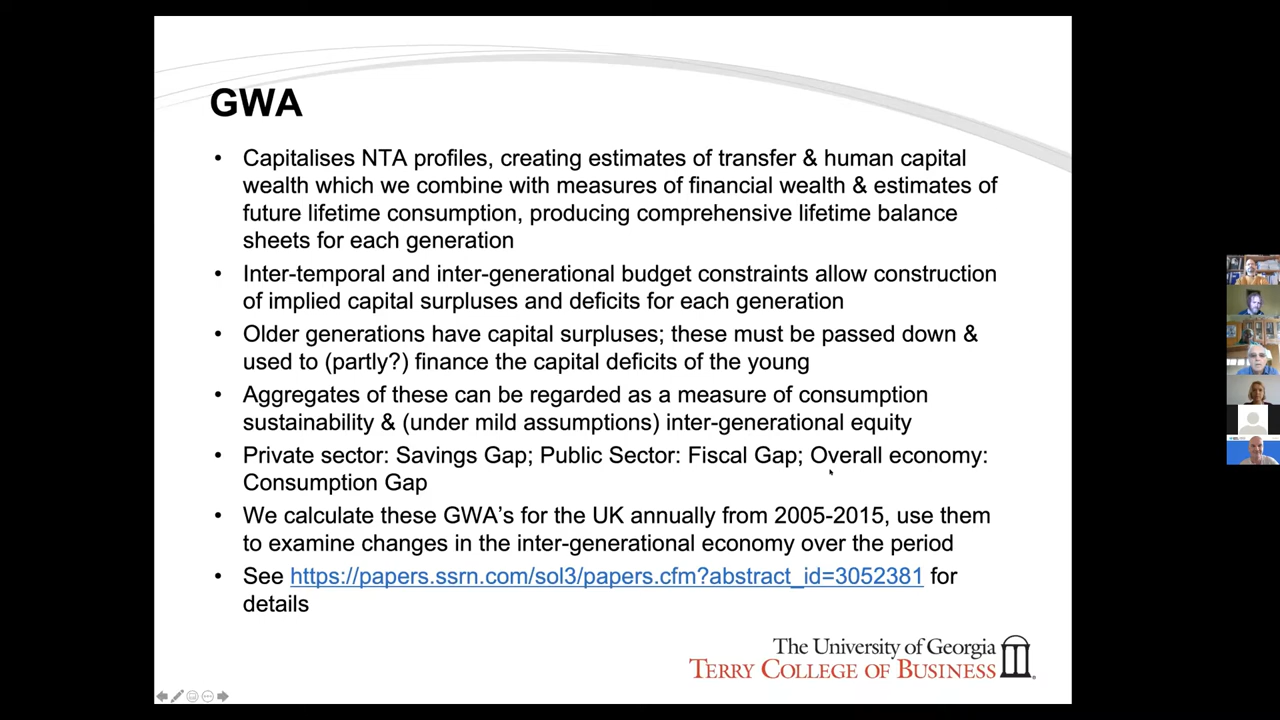 GWA
• Capitalises NTA profiles, creating estimates of transfer & human capital
wealth which we combine with measures of financial wealth & estimates of
future lifetime consumption, producing comprehensive lifetime balance
sheets for each generation
• Inter-temporal and inter-generational budget constraints allow construction
of implied capital surpluses and deficits for each generation
• Older generations have capital surpluses; these must be passed down &
used to (partly?) finance the capital deficits of the young
• Aggregates of these can be regarded as a measure of consumption
sustainability & (under mild assumptions) inter-generational equity
• Private sector: Savings Gap; Public Sector: Fiscal Gap; Overall economy:
Consumption Gap
• We calculate these GWA's for the UK annually from 2005-2015, use them
to examine changes in the inter-generational economy over the period
• See https://papers.ssrn.com/sol3/papers.cfm?abstract_id=3052381 for
details
The University of Georgia
TERRY COLLEGE OF BUSINESS